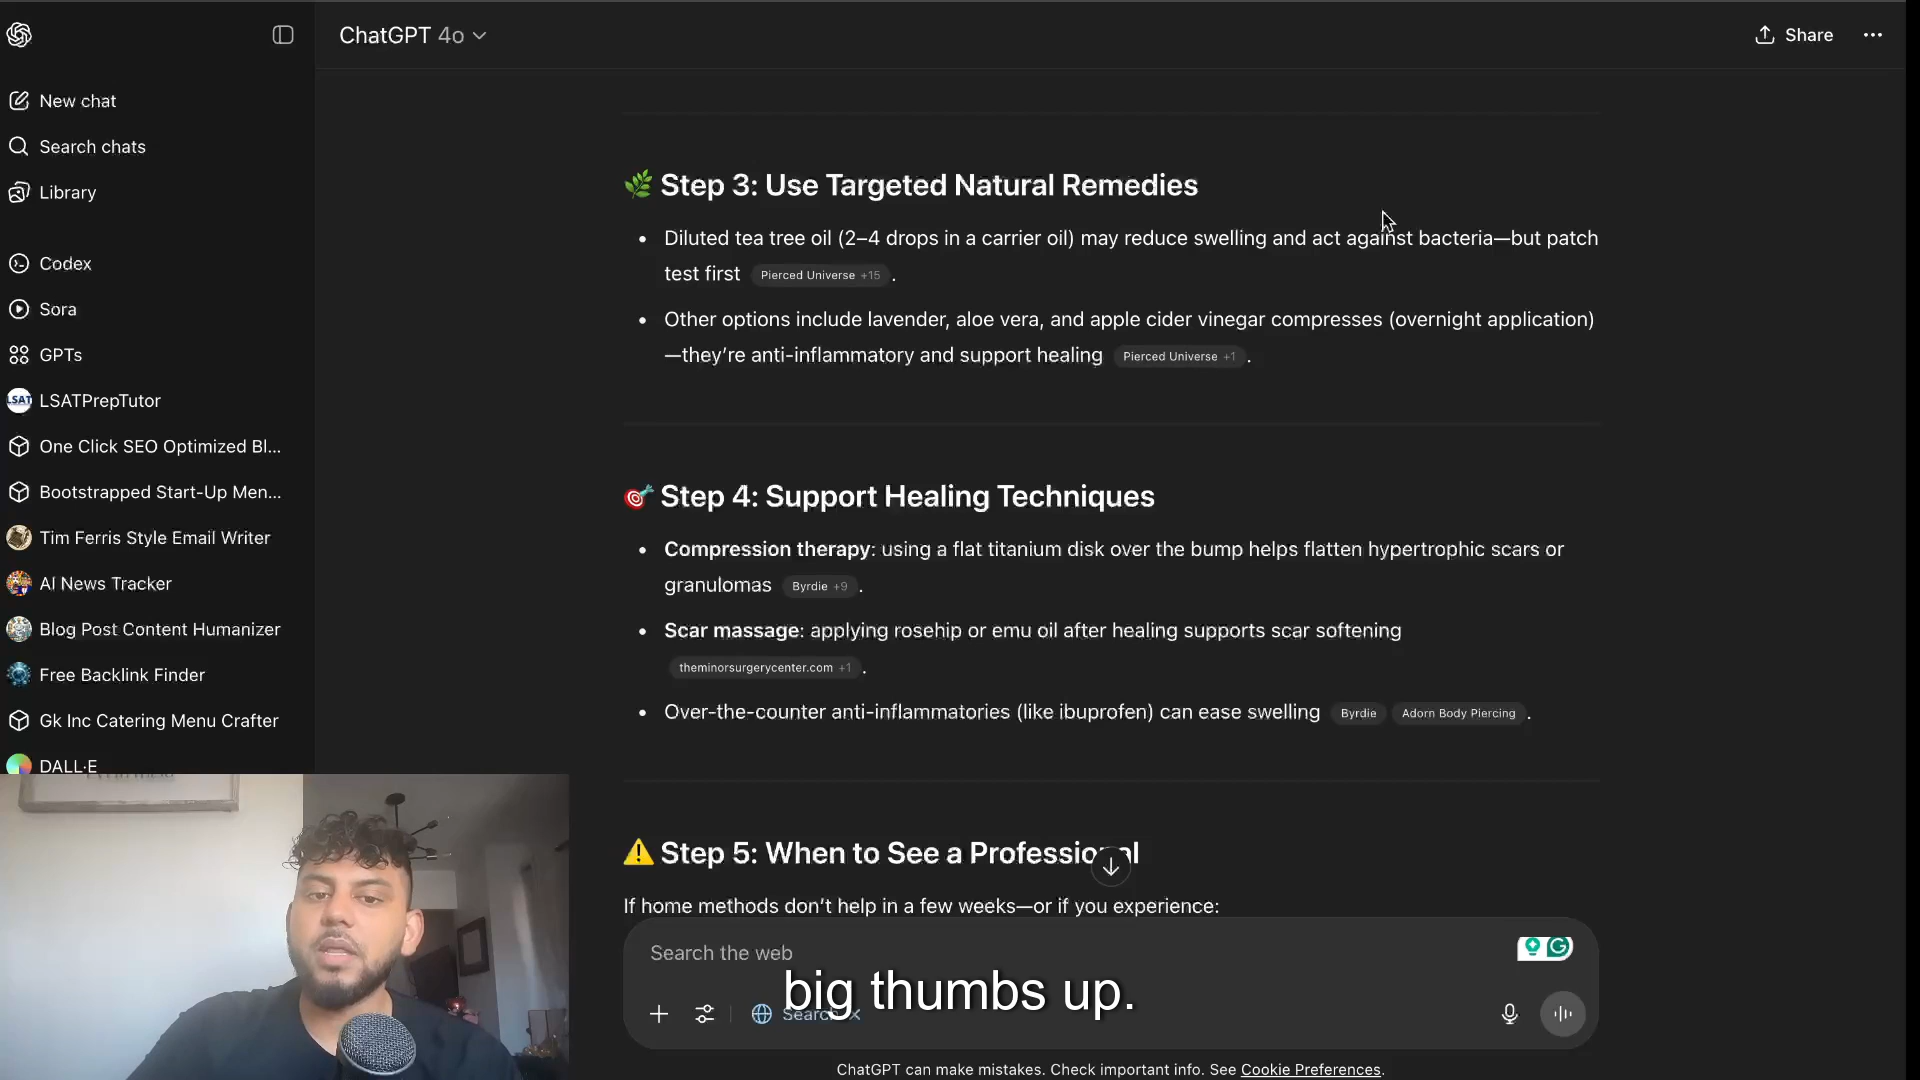 ChatGPT 4o
Share
New chat
Search chats
Library
Codex
Sora
GPTs
LSAT
LSATPrepTutor
One Click SEO Optimized Bl...
Bootstrapped Start-Up Men...
Tim Ferris Style Email Writer
AI News Tracker
Blog Post Content Humanizer
Free Backlink Finder
Gk Inc Catering Menu Crafter
DALL·E
🌿 Step 3: Use Targeted Natural Remedies
• Diluted tea tree oil (2–4 drops in a carrier oil) may reduce swelling and act against bacteria—but patch
test first Pierced Universe +15 .
• Other options include lavender, aloe vera, and apple cider vinegar compresses (overnight application)
—they’re anti-inflammatory and support healing Pierced Universe +1 .
🎯 Step 4: Support Healing Techniques
• Compression therapy: using a flat titanium disk over the bump helps flatten hypertrophic scars or
granulomas Byrdie +9 .
• Scar massage: applying rosehip or emu oil after healing supports scar softening
theminorsurgerycenter.com +1 .
• Over-the-counter anti-inflammatories (like ibuprofen) can ease swelling Byrdie Adorn Body Piercing .
⚠️ Step 5: When to See a Professional
If home methods don’t help in a few weeks—or if you experience:
Search the web
big thumbs up.
Search
ChatGPT can make mistakes. Check important info. See Cookie Preferences.